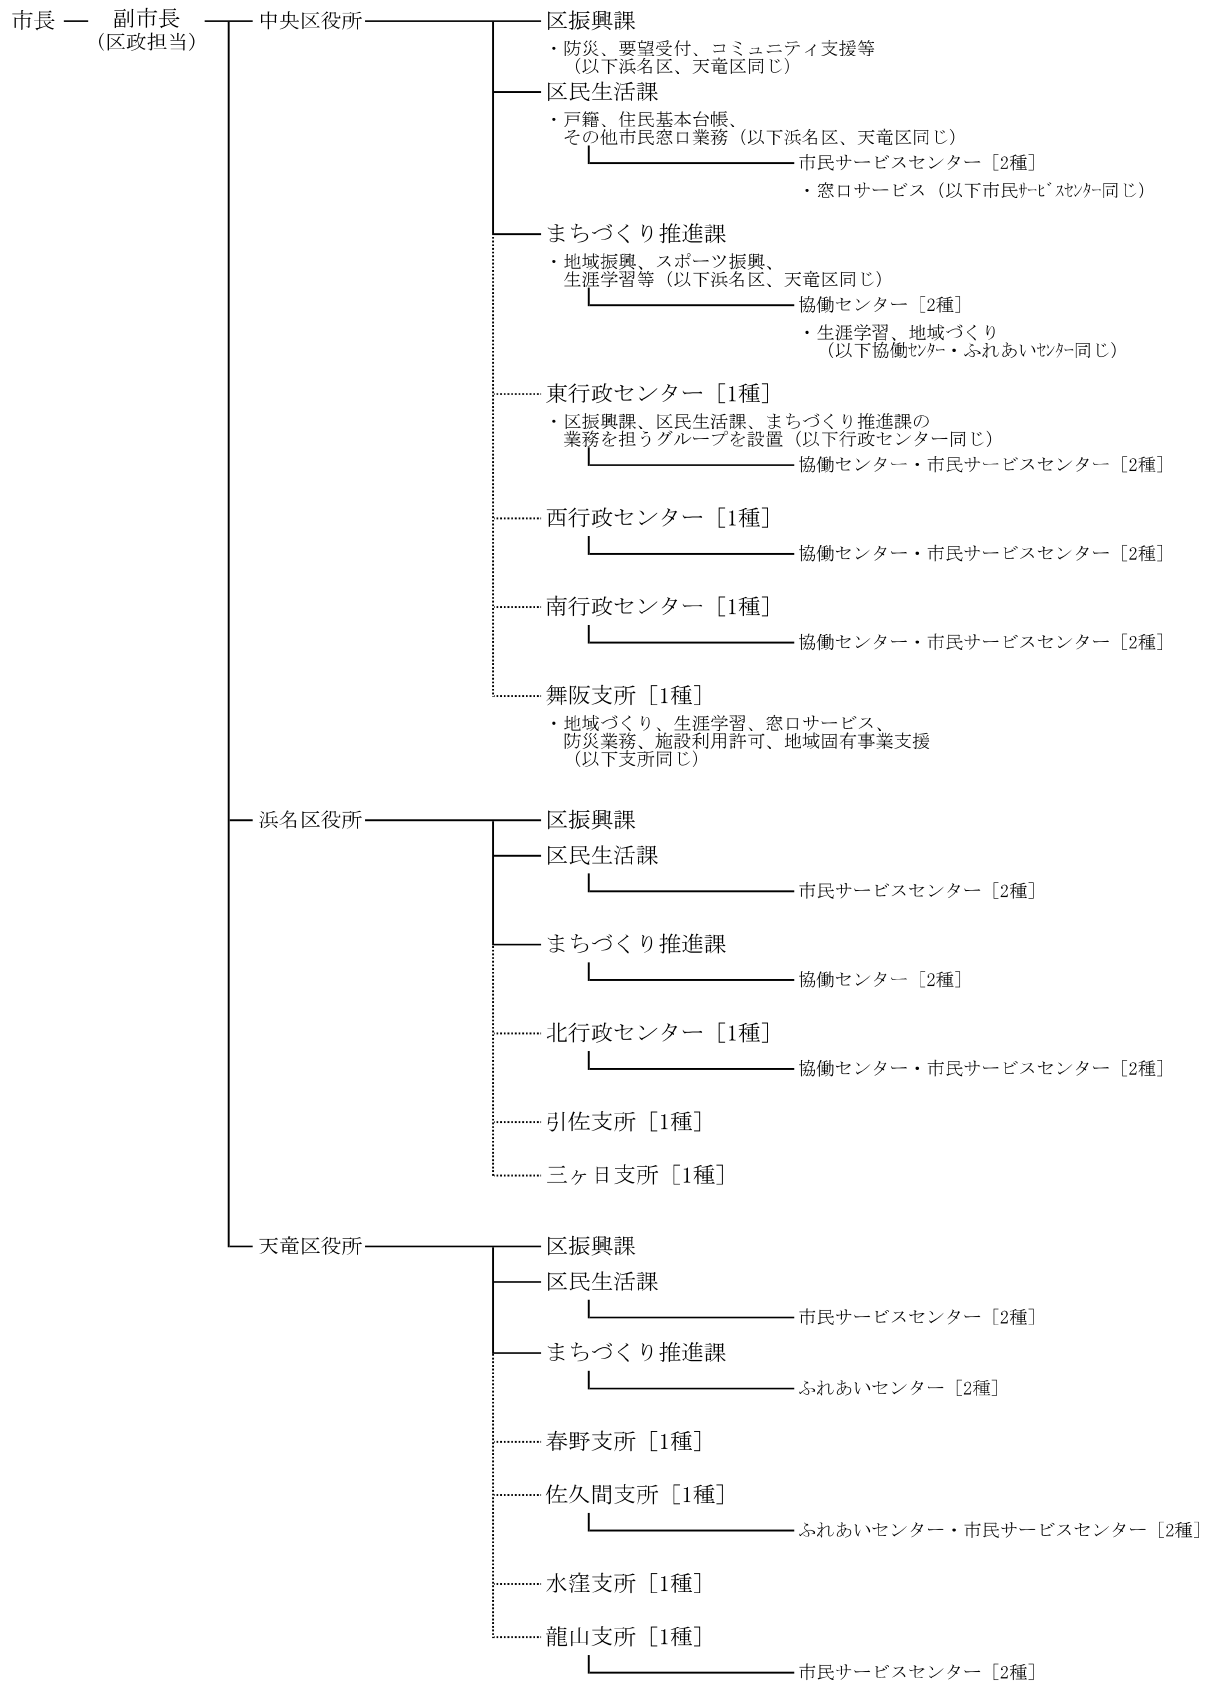 市長
副市長
（区政担当）
中央区役所
区振興課
・防災、要望受付、コミュニティ支援等
（以下浜名区、天竜区同じ）
区民生活課
・戸籍、住民基本台帳、
その他市民窓口業務（以下浜名区、天竜区同じ）
市民サービスセンター［2種］
・窓口サービス（以下市民ｻｰﾋﾞｽｾﾝﾀｰ同じ）
まちづくり推進課
・地域振興、スポーツ振興、
生涯学習等（以下浜名区、天竜区同じ）
協働センター［2種］
・生涯学習、地域づくり
（以下協働ｾﾝﾀｰ・ふれあいｾﾝﾀｰ同じ）
東行政センター［1種］
・区振興課、区民生活課、まちづくり推進課の
業務を担うグループを設置（以下行政センター同じ）
協働センター・市民サービスセンター［2種］
西行政センター［1種］
協働センター・市民サービスセンター［2種］
南行政センター［1種］
協働センター・市民サービスセンター［2種］
舞阪支所［1種］
・地域づくり、生涯学習、窓口サービス、
防災業務、施設利用許可、地域固有事業支援
（以下支所同じ）
浜名区役所
区振興課
区民生活課
市民サービスセンター［2種］
まちづくり推進課
協働センター［2種］
北行政センター［1種］
協働センター・市民サービスセンター［2種］
引佐支所［1種］
三ヶ日支所［1種］
天竜区役所
区振興課
区民生活課
市民サービスセンター［2種］
まちづくり推進課
ふれあいセンター［2種］
春野支所［1種］
佐久間支所［1種］
ふれあいセンター・市民サービスセンター［2種］
水窪支所［1種］
龍山支所［1種］
市民サービスセンター［2種］